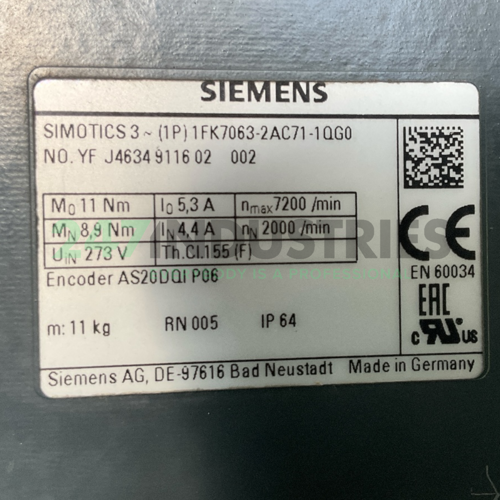 SIEMENS
SIMOTICS 3 ~ (1P) 1FK7063-2AC71-1QG0
NO. YF J4634 9116 02 002
M0 11 Nm I0 5,3 A nmax 7200 /min
MN 8,9 Nm IN 4,4 A nN 2000 /min
UIN 273 V Th.Cl.155 (F)
INDUSTRIES
Encoder AS20DQI P06
CE
EN 60034
EAC
m: 11 kg RN 005 IP 64
c RU US
Siemens AG, DE-97616 Bad Neustadt Made in Germany